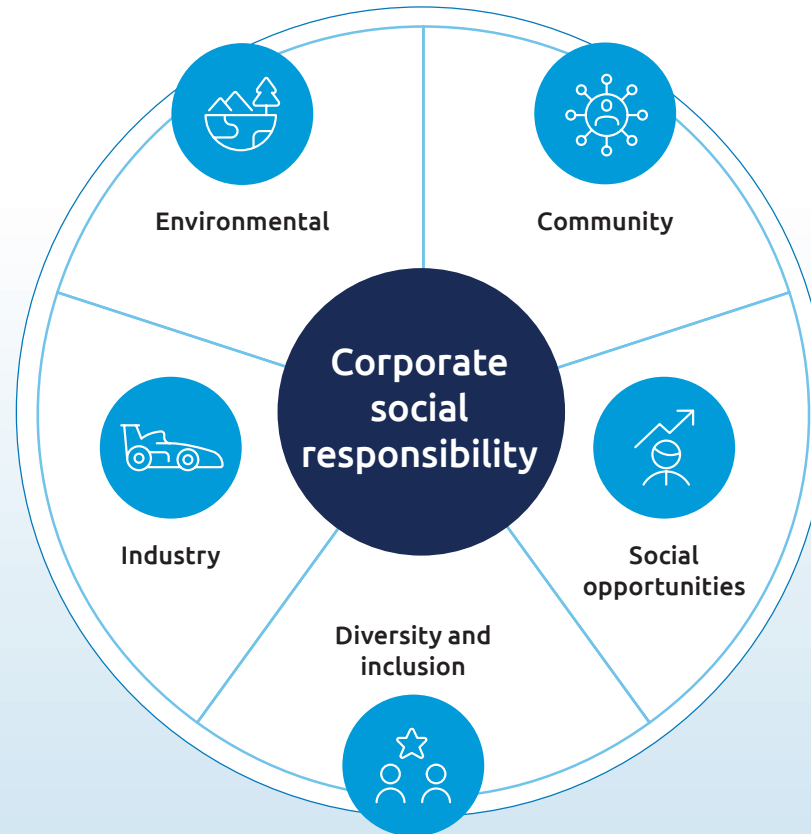 Environmental
Community
Corporate
social
responsibility
Industry
Social
opportunities
Diversity and
inclusion